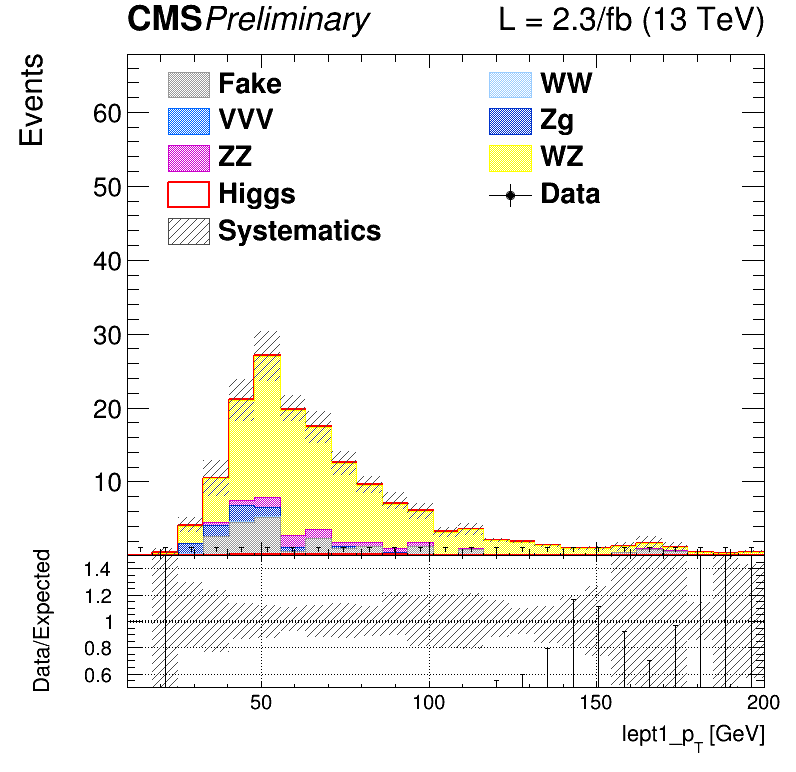 CMSPreliminary L = 2.3/fb (13 TeV)
Events
Fake WW
VVV Zg
ZZ WZ
Higgs Data
Systematics
60
50
40
30
20
10
Data/Expected
1.4
1.2
1
0.8
0.6
50 100 150 200
lept1_p_T [GeV]